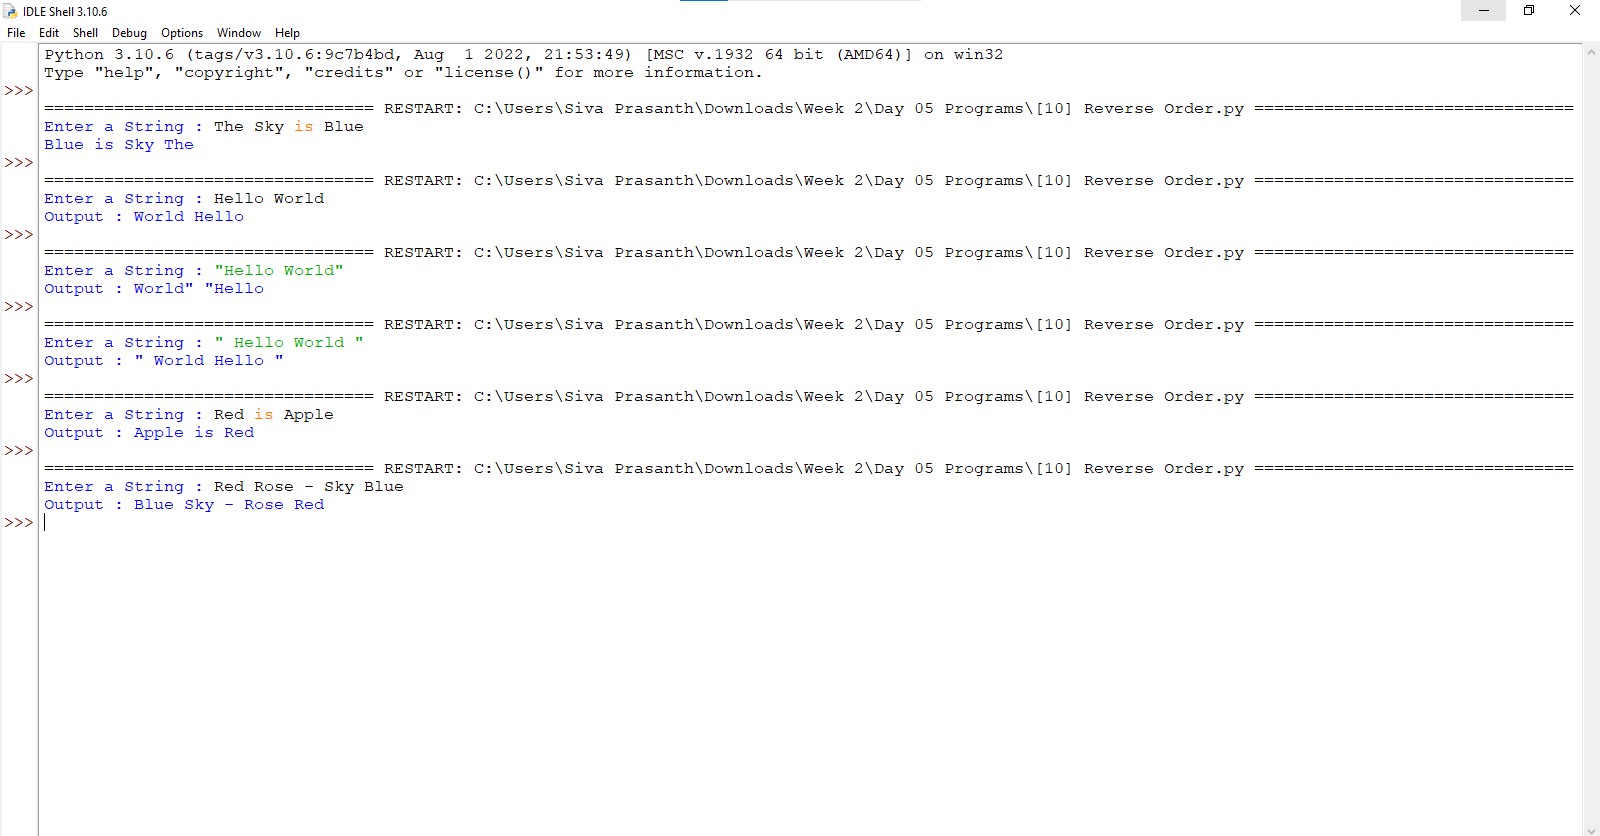 IDLE Shell 3.10.6
File Edit Shell Debug Options Window Help
Python 3.10.6 (tags/v3.10.6:9c7b4bd, Aug  1 2022, 21:53:49) [MSC v.1932 64 bit (AMD64)] on win32
Type "help", "copyright", "credits" or "license()" for more information.
>>>
================================= RESTART: C:\Users\Siva Prasanth\Downloads\Week 2\Day 05 Programs\[10] Reverse Order.py ================================
Enter a String : The Sky is Blue
Blue is Sky The
>>>
================================= RESTART: C:\Users\Siva Prasanth\Downloads\Week 2\Day 05 Programs\[10] Reverse Order.py ================================
Enter a String : Hello World
Output : World Hello
>>>
================================= RESTART: C:\Users\Siva Prasanth\Downloads\Week 2\Day 05 Programs\[10] Reverse Order.py ================================
Enter a String : "Hello World"
Output : World" "Hello
>>>
================================= RESTART: C:\Users\Siva Prasanth\Downloads\Week 2\Day 05 Programs\[10] Reverse Order.py ================================
Enter a String : " Hello World "
Output : " World Hello "
>>>
================================= RESTART: C:\Users\Siva Prasanth\Downloads\Week 2\Day 05 Programs\[10] Reverse Order.py ================================
Enter a String : Red is Apple
Output : Apple is Red
>>>
================================= RESTART: C:\Users\Siva Prasanth\Downloads\Week 2\Day 05 Programs\[10] Reverse Order.py ================================
Enter a String : Red Rose - Sky Blue
Output : Blue Sky - Rose Red
>>>